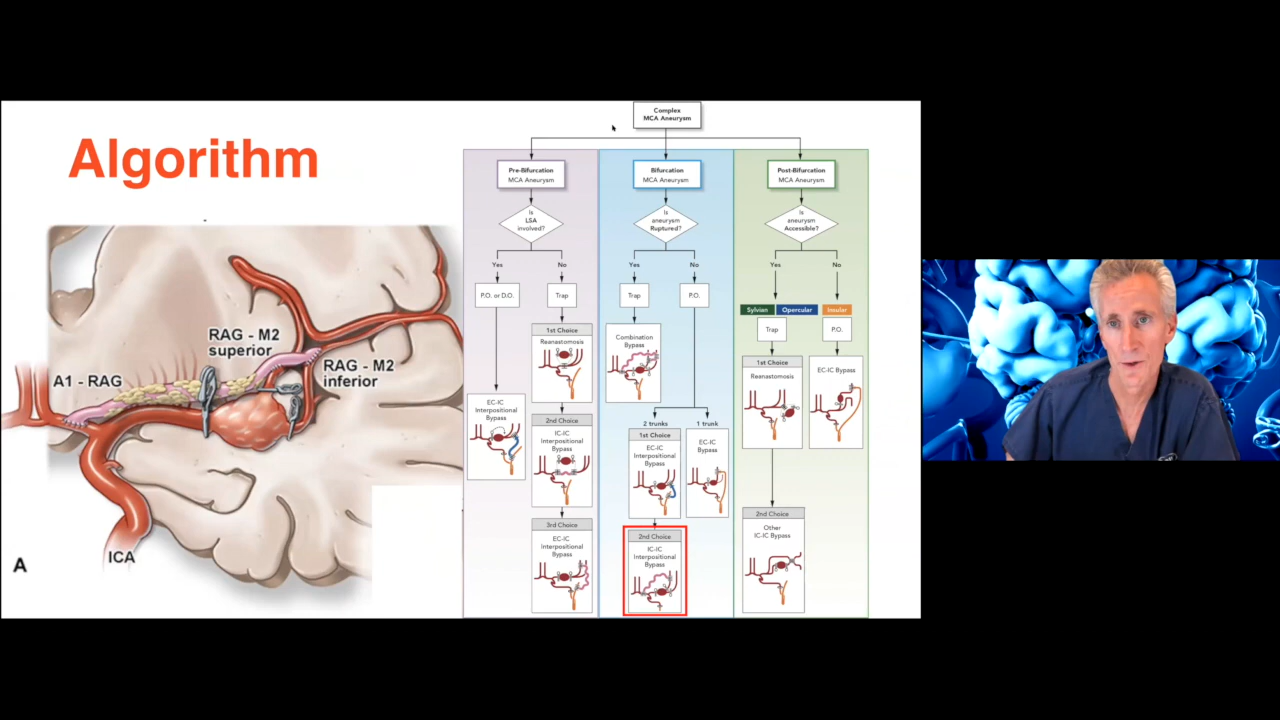 Algorithm
RAG - M2
superior
RAG - M2
inferior
A1 - RAG
ICA
A
Complex
MCA Aneurysm
Pre-Bifurcation
MCA Aneurysm
Is
LSA
involved?
Yes
No
P.O. or D.O.
Trap
1st Choice
Reanastomosis
EC-IC
Interpositional
Bypass
2nd Choice
IC-IC
Interpositional
Bypass
3rd Choice
EC-IC
Interpositional
Bypass
Bifurcation
MCA Aneurysm
Is
aneurysm
Ruptured?
Yes
No
Trap
P.O.
Combination
Bypass
2 trunks
1 trunk
1st Choice
EC-IC
Interpositional
Bypass
EC-IC
Bypass
2nd Choice
IC-IC
Interpositional
Bypass
Post-Bifurcation
MCA Aneurysm
Is
aneurysm
Accessible?
Yes
No
Sylvian
Opercular
Insular
Trap
P.O.
1st Choice
Reanastomosis
EC-IC Bypass
2nd Choice
Other
IC-IC Bypass